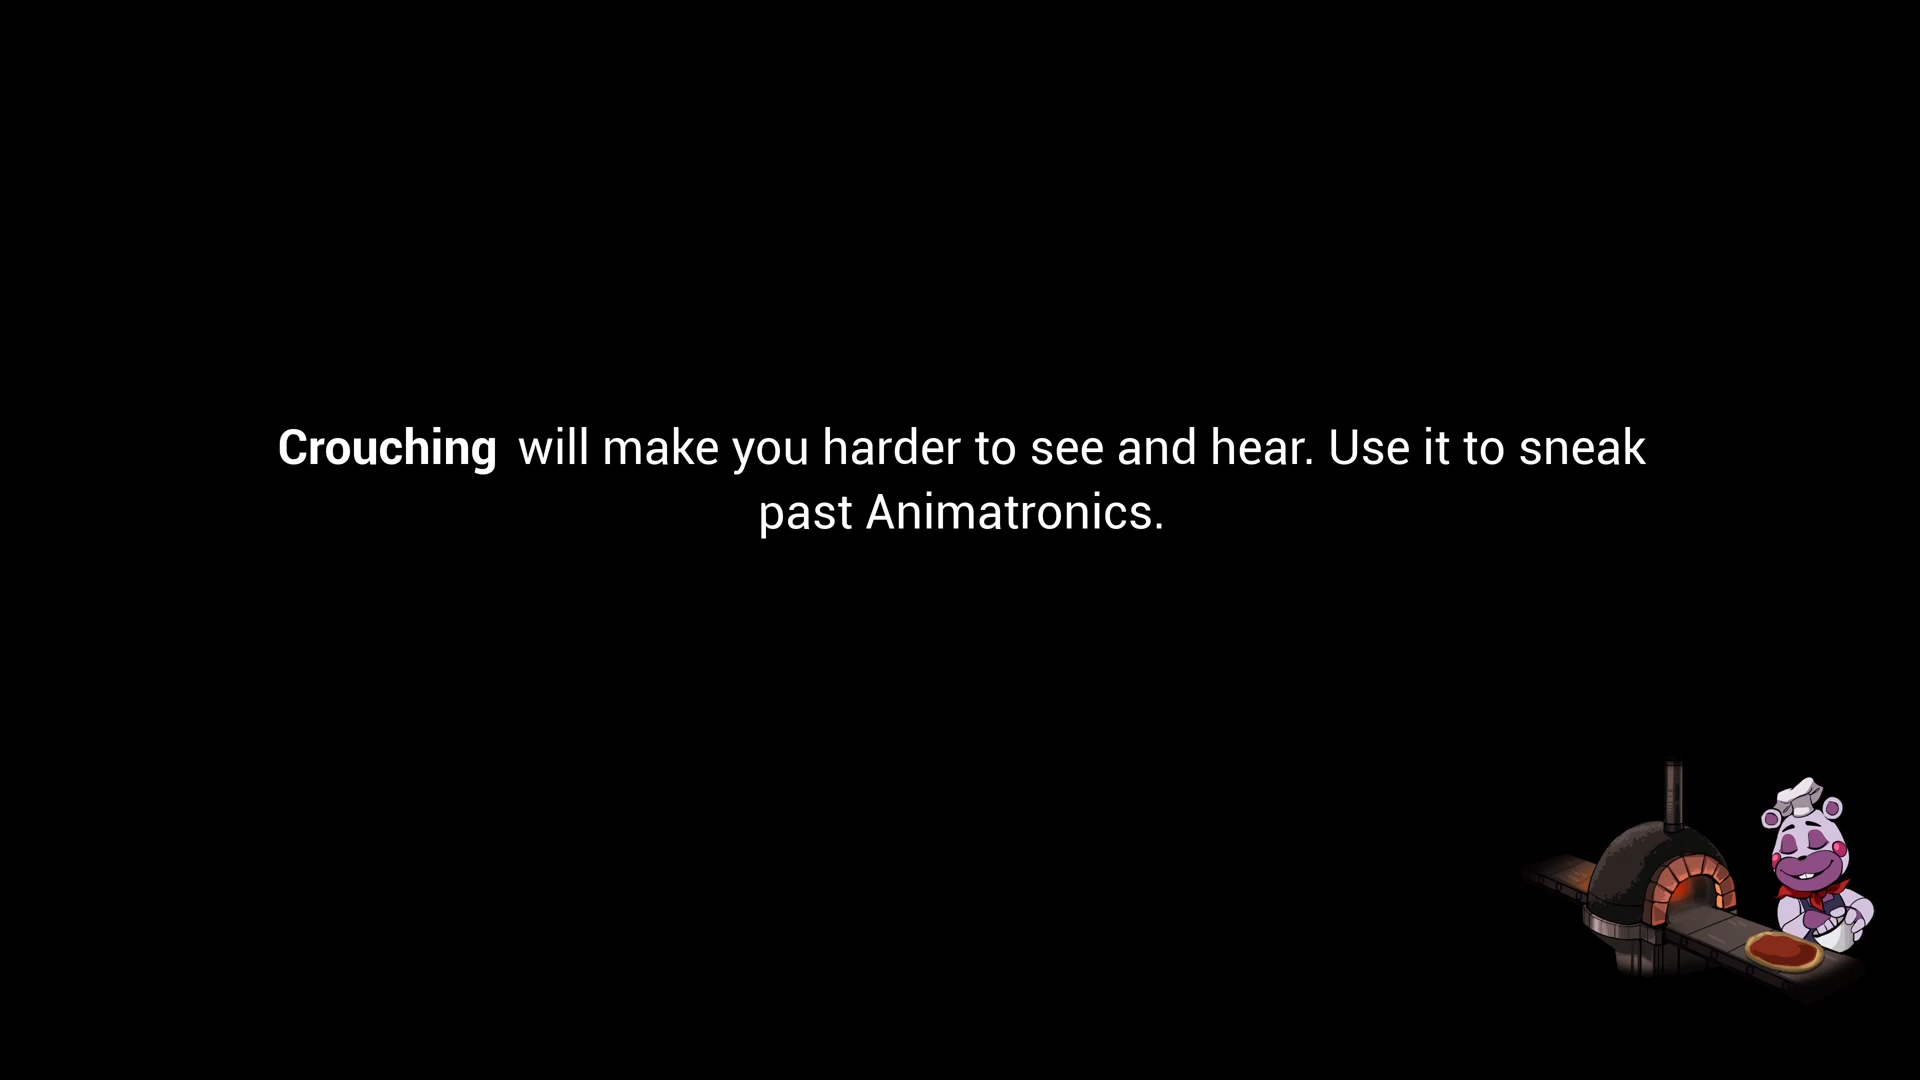 Crouching will make you harder to see and hear. Use it to sneak
past Animatronics.